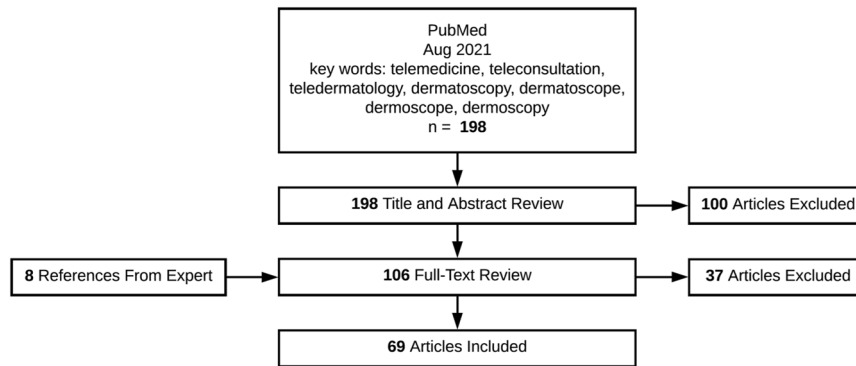 PubMed
Aug 2021
key words: telemedicine, teleconsultation,
teledermatology, dermatoscopy, dermatoscope,
dermoscope, dermoscopy
n = 198
198 Title and Abstract Review
100 Articles Excluded
8 References From Expert
106 Full-Text Review
37 Articles Excluded
69 Articles Included